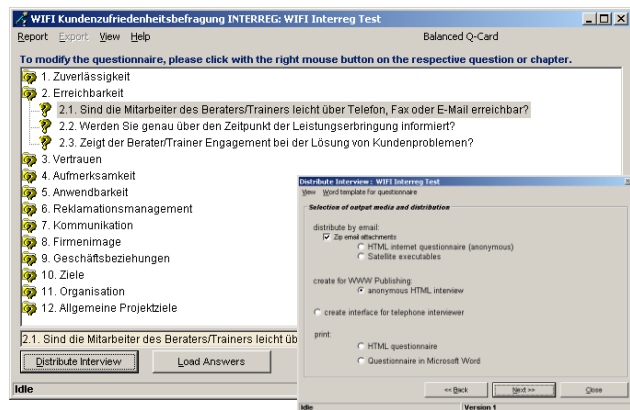 WIFI Kundenzufriedenheitsbefragung INTERREG: WIFI Interreg Test
Report Export View Help Balanced Q-Card
To modify the questionnaire, please click with the right mouse button on the respective question or chapter.
1. Zuverlässigkeit
2. Erreichbarkeit
2.1. Sind die Mitarbeiter des Beraters/Trainers leicht über Telefon, Fax oder E-Mail erreichbar?
2.2. Werden Sie genau über den Zeitpunkt der Leistungserbringung informiert?
2.3. Zeigt der Berater/Trainer Engagement bei der Lösung von Kundenproblemen?
3. Vertrauen
4. Aufmerksamkeit
5. Anwendbarkeit
6. Reklamationsmanagement
7. Kommunikation
8. Firmenimage
9. Geschäftsbeziehungen
10. Ziele
11. Organisation
12. Allgemeine Projektziele
2.1. Sind die Mitarbeiter des Beraters/Trainers leicht üb
Distribute Interview Load Answers
Idle
Distribute Interview : WIFI Interreg Test
View Word template for questionnaire
Selection of output media and distribution
distribute by email:
Zip email attachments
HTML internet questionnaire (anonymous)
Satellite executables
create for WWW Publishing:
anonymous HTML interview
create interface for telephone interviewer
print:
HTML questionnaire
Questionnaire in Microsoft Word
<< Back Next >> Close
Idle Version 1